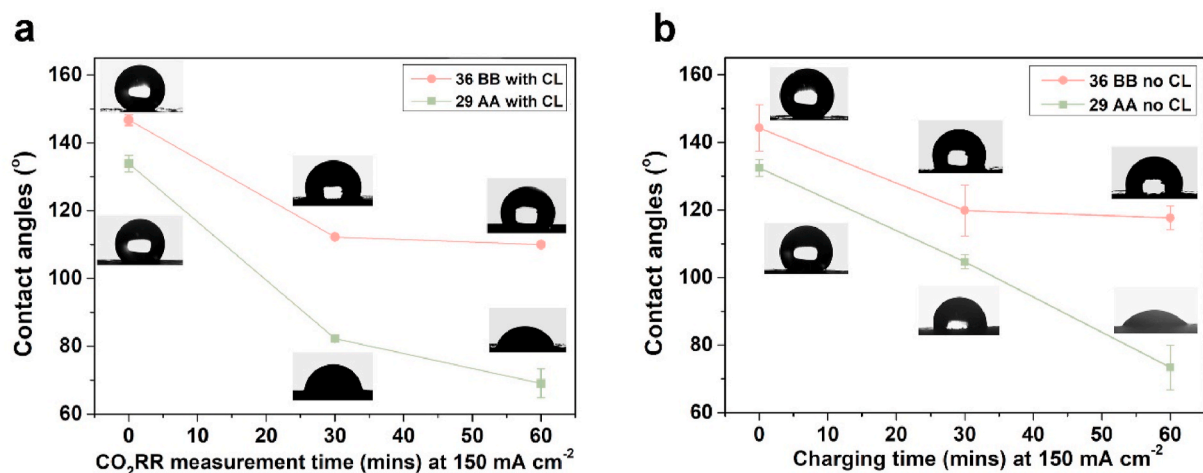 a
160
140
120
100
80
60
Contact angles (º)
36 BB with CL
29 AA with CL
0 10 20 30 40 50 60
CO₂RR measurement time (mins) at 150 mA cm⁻²
b
160
140
120
100
80
60
Contact angles (º)
36 BB no CL
29 AA no CL
0 10 20 30 40 50 60
Charging time (mins) at 150 mA cm⁻²